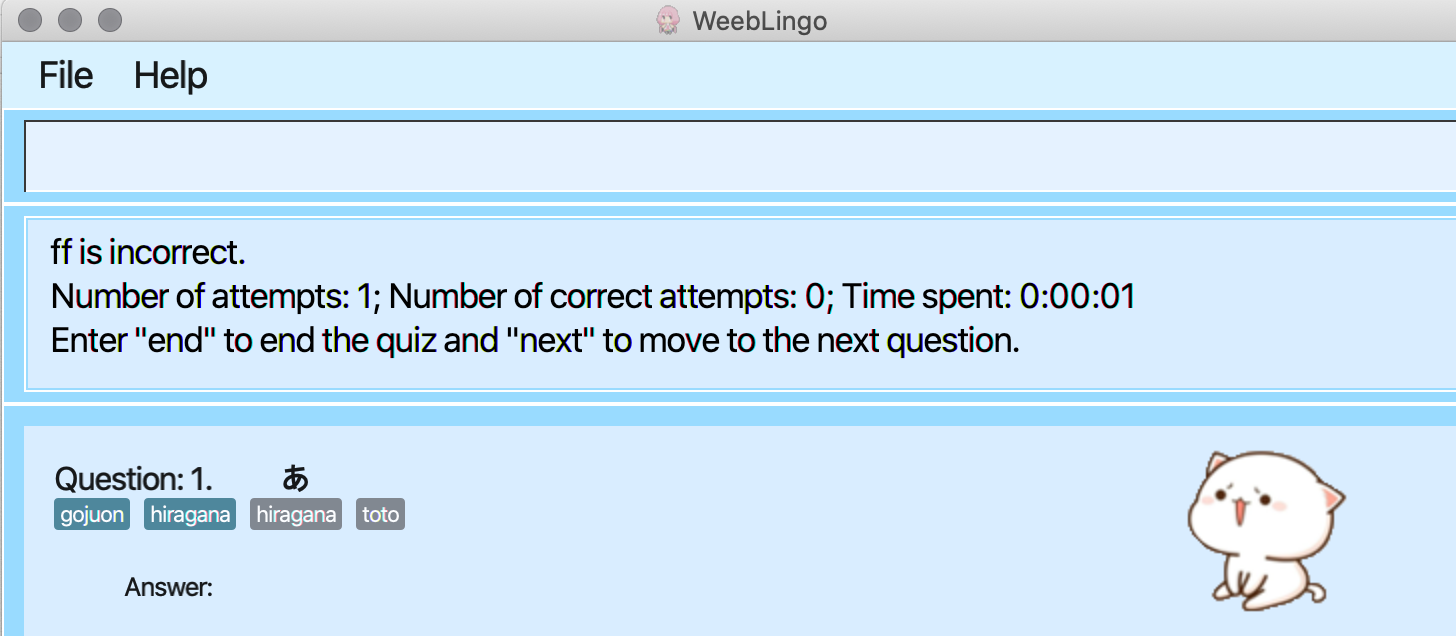 WeebLingo
File Help
ff is incorrect.
Number of attempts: 1; Number of correct attempts: 0; Time spent: 0:00:01
Enter "end" to end the quiz and "next" to move to the next question.
Question: 1. あ
gojuon hiragana hiragana toto
Answer: